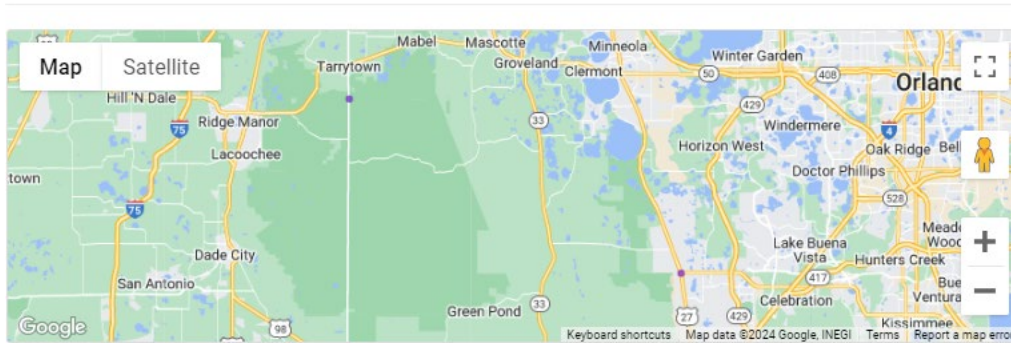 Map Satellite
Mabel
Mascotte
Minneola
Groveland
Clermont
Winter Garden
Tarrytown
50
408
Orlando
Hill 'N Dale
429
75
Ridge Manor
33
Windermere
4
Lacoochee
Horizon West
Oak Ridge
Bel
town
Doctor Phillips
528
75
Mead
Wood
Dade City
Lake Buena
Vista
Hunters Creek
San Antonio
417
Bue
Ventura
Celebration
Green Pond
33
98
27
429
Kissimmee
Google
Keyboard shortcuts Map data ©2024 Google, INEGI Terms Report a map erro